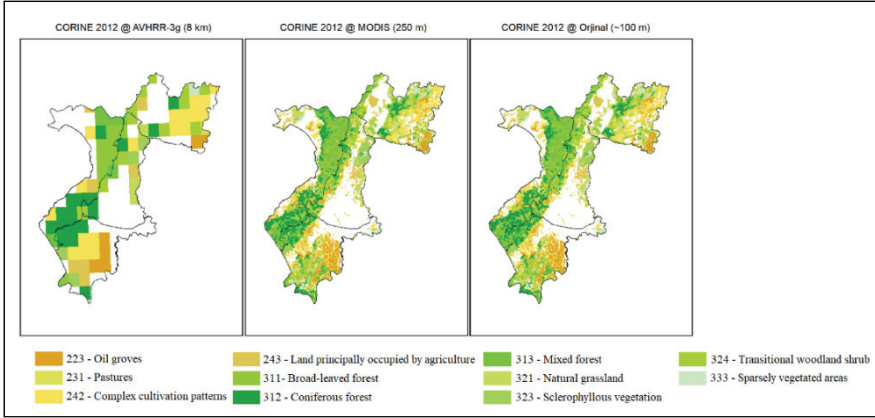 CORINE 2012 @ AVHRR-3g (8 km)
CORINE 2012 @ MODIS (250 m)
CORINE 2012 @ Orjinal (~100 m)
223 - Oil groves
231 - Pastures
242 - Complex cultivation patterns
243 - Land principally occupied by agriculture
311- Broad-leaved forest
312 - Coniferous forest
313 - Mixed forest
321 - Natural grassland
323 - Sclerophyllous vegetation
324 - Transitional woodland shrub
333 - Sparsely vegetated areas